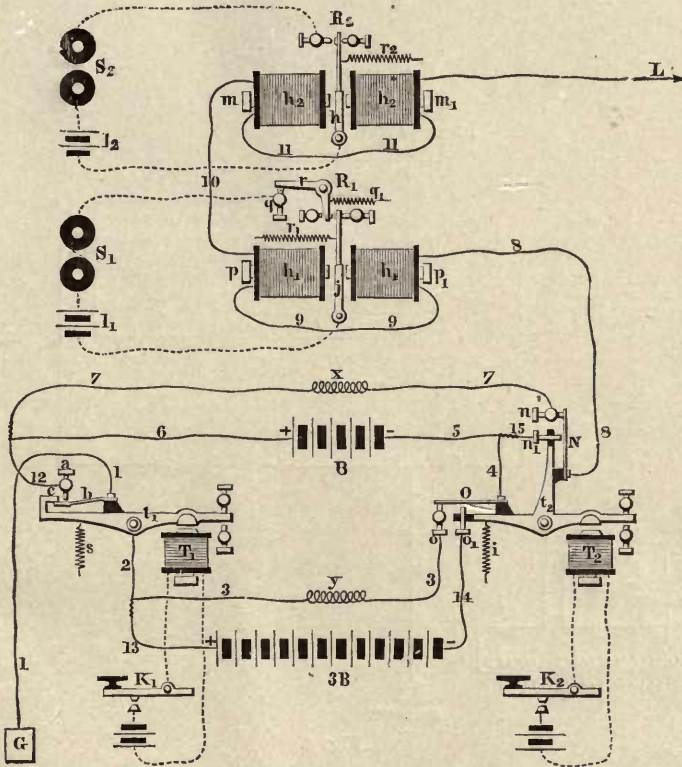 R₂
r₂
S₂
L
m h₂ h₂ m₁
h
l₂
11 11
10
r R₁
q q₁
r₁
S₁
8
p h₁ h₁ p₁
j
l₁
9 9
x
7 7
n
6 + B - 5 15 n₁ N 8
12 a 1 4
c b o
t₁ t₂
s T₁ o o₁ i T₂
2
3 y 3 14
13 + 3B -
1
K₁ K₂
G